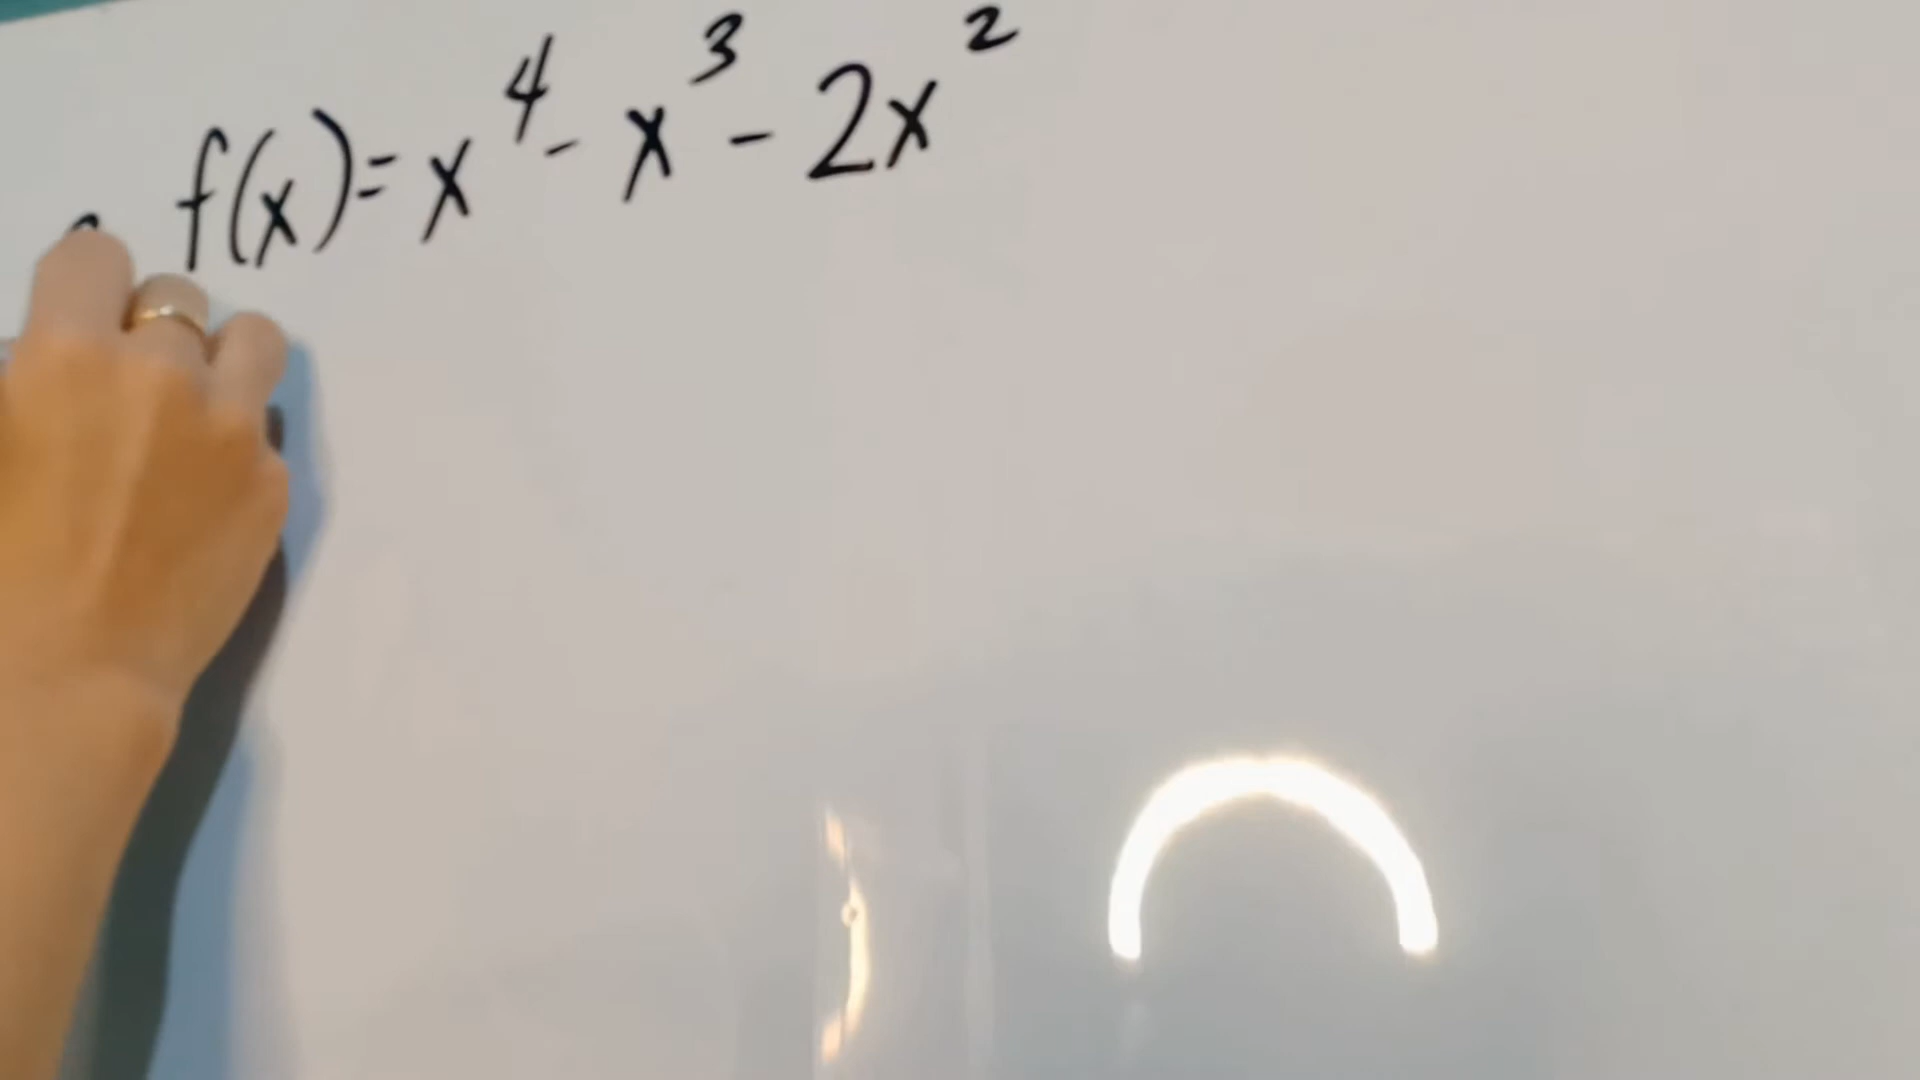 f(x)= x⁴- x³- 2x²